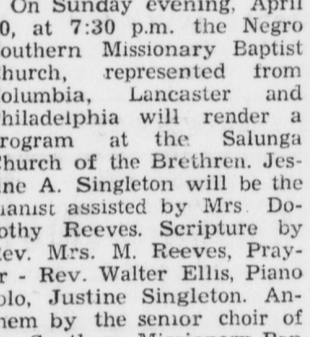 On Sunday evening, April
0, at 7:30 p.m. the Negro
outhern Missionary Baptist
hurch, represented from
olumbia, Lancaster and
hiladelphia will render a
rogram at the Salunga
hurch of the Brethren. Jes-
ine A. Singleton will be the
ianist assisted by Mrs. Do-
othy Reeves. Scripture by
ev. Mrs. M. Reeves, Pray-
r - Rev. Walter Ellis, Piano
olo, Justine Singleton. An-
hem by the senior choir of